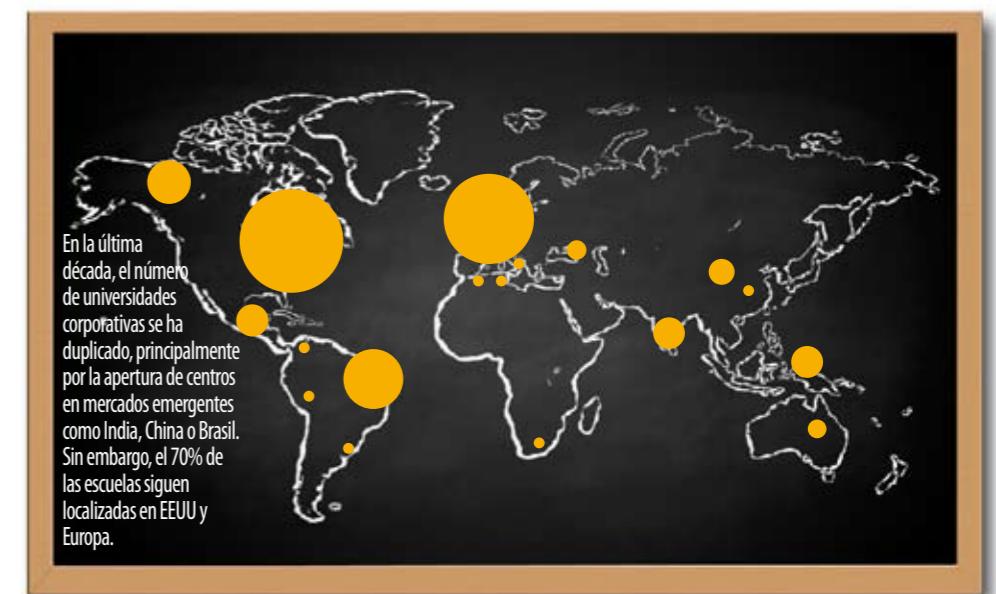 En la última
década, el número
de universidades
corporativas se ha
duplicado, principalmente
por la apertura de centros
en mercados emergentes
como India, China o Brasil.
Sin embargo, el 70% de
las escuelas siguen
localizadas en EEUU y
Europa.